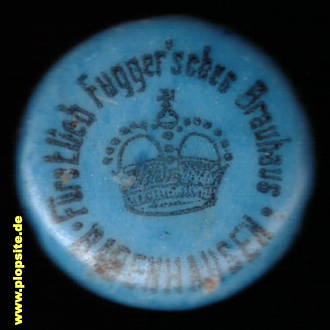 • Fürstlich Fugger'sches Brauhaus •
BABENHAUSEN
© www.plopsite.de